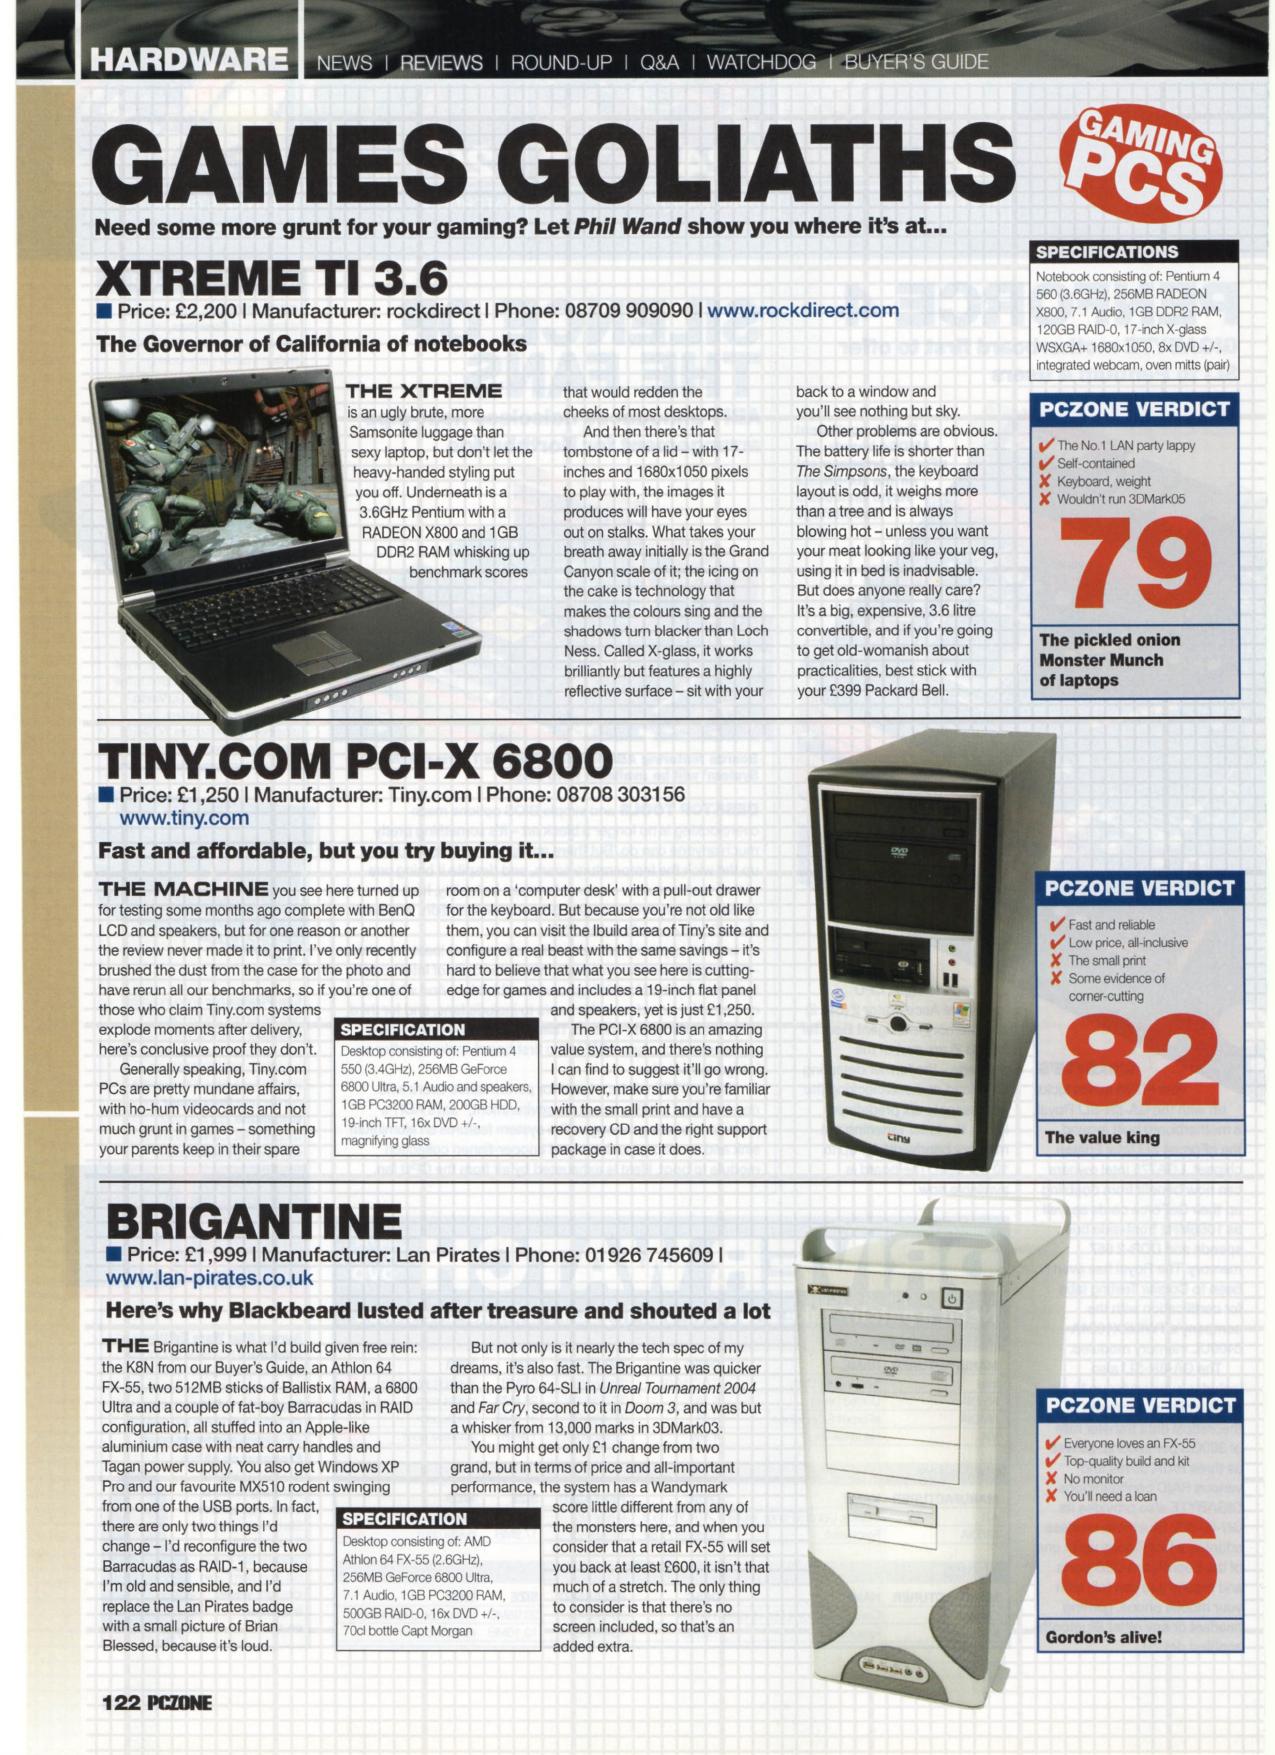 HARDWARE
NEWS | REVIEWS | ROUND-UP | Q&A | WATCHDOG | BUYER'S GUIDE
GAMES GOLIATHS
GAMING
PCS
Need some more grunt for your gaming? Let Phil Wand show you where it's at...
XTREME TI 3.6
■ Price: £2,200 | Manufacturer: rockdirect | Phone: 08709 909090 | www.rockdirect.com
The Governor of California of notebooks
THE XTREME
is an ugly brute, more
Samsonite luggage than
sexy laptop, but don't let the
heavy-handed styling put
you off. Underneath is a
3.6GHz Pentium with a
RADEON X800 and 1GB
DDR2 RAM whisking up
benchmark scores
that would redden the
cheeks of most desktops.
And then there's that
tombstone of a lid – with 17-
inches and 1680x1050 pixels
to play with, the images it
produces will have your eyes
out on stalks. What takes your
breath away initially is the Grand
Canyon scale of it; the icing on
the cake is technology that
makes the colours sing and the
shadows turn blacker than Loch
Ness. Called X-glass, it works
brilliantly but features a highly
reflective surface – sit with your
back to a window and
you'll see nothing but sky.
Other problems are obvious.
The battery life is shorter than
The Simpsons, the keyboard
layout is odd, it weighs more
than a tree and is always
blowing hot – unless you want
your meat looking like your veg,
using it in bed is inadvisable.
But does anyone really care?
It's a big, expensive, 3.6 litre
convertible, and if you're going
to get old-womanish about
practicalities, best stick with
your £399 Packard Bell.
SPECIFICATIONS
Notebook consisting of: Pentium 4
560 (3.6GHz), 256MB RADEON
X800, 7.1 Audio, 1GB DDR2 RAM,
120GB RAID-0, 17-inch X-glass
WSXGA+ 1680x1050, 8x DVD +/-,
integrated webcam, oven mitts (pair)
PCZONE VERDICT
✔ The No.1 LAN party lappy
✔ Self-contained
✘ Keyboard, weight
✘ Wouldn't run 3DMark05
79
The pickled onion
Monster Munch
of laptops
TINY.COM PCI-X 6800
■ Price: £1,250 | Manufacturer: Tiny.com | Phone: 08708 303156
www.tiny.com
Fast and affordable, but you try buying it...
THE MACHINE you see here turned up
for testing some months ago complete with BenQ
LCD and speakers, but for one reason or another
the review never made it to print. I've only recently
brushed the dust from the case for the photo and
have rerun all our benchmarks, so if you're one of
those who claim Tiny.com systems
explode moments after delivery,
here's conclusive proof they don't.
Generally speaking, Tiny.com
PCs are pretty mundane affairs,
with ho-hum videocards and not
much grunt in games – something
your parents keep in their spare
room on a 'computer desk' with a pull-out drawer
for the keyboard. But because you're not old like
them, you can visit the Ibuild area of Tiny's site and
configure a real beast with the same savings – it's
hard to believe that what you see here is cutting-
edge for games and includes a 19-inch flat panel
and speakers, yet is just £1,250.
The PCI-X 6800 is an amazing
value system, and there's nothing
I can find to suggest it'll go wrong.
However, make sure you're familiar
with the small print and have a
recovery CD and the right support
package in case it does.
SPECIFICATION
Desktop consisting of: Pentium 4
550 (3.4GHz), 256MB GeForce
6800 Ultra, 5.1 Audio and speakers,
1GB PC3200 RAM, 200GB HDD,
19-inch TFT, 16x DVD +/-,
magnifying glass
DVD
tiny
PCZONE VERDICT
✔ Fast and reliable
✔ Low price, all-inclusive
✘ The small print
✘ Some evidence of
corner-cutting
82
The value king
BRIGANTINE
■ Price: £1,999 | Manufacturer: Lan Pirates | Phone: 01926 745609 |
www.lan-pirates.co.uk
Here's why Blackbeard lusted after treasure and shouted a lot
THE Brigantine is what I'd build given free rein:
the K8N from our Buyer's Guide, an Athlon 64
FX-55, two 512MB sticks of Ballistix RAM, a 6800
Ultra and a couple of fat-boy Barracudas in RAID
configuration, all stuffed into an Apple-like
aluminium case with neat carry handles and
Tagan power supply. You also get Windows XP
Pro and our favourite MX510 rodent swinging
from one of the USB ports. In fact,
there are only two things I'd
change – I'd reconfigure the two
Barracudas as RAID-1, because
I'm old and sensible, and I'd
replace the Lan Pirates badge
with a small picture of Brian
Blessed, because it's loud.
But not only is it nearly the tech spec of my
dreams, it's also fast. The Brigantine was quicker
than the Pyro 64-SLI in Unreal Tournament 2004
and Far Cry, second to it in Doom 3, and was but
a whisker from 13,000 marks in 3DMark03.
You might get only £1 change from two
grand, but in terms of price and all-important
performance, the system has a Wandymark
score little different from any of
the monsters here, and when you
consider that a retail FX-55 will set
you back at least £600, it isn't that
much of a stretch. The only thing
to consider is that there's no
screen included, so that's an
added extra.
SPECIFICATION
Desktop consisting of: AMD
Athlon 64 FX-55 (2.6GHz),
256MB GeForce 6800 Ultra,
7.1 Audio, 1GB PC3200 RAM,
500GB RAID-0, 16x DVD +/-,
70cl bottle Capt Morgan
PCZONE VERDICT
✔ Everyone loves an FX-55
✔ Top-quality build and kit
✘ No monitor
✘ You'll need a loan
86
Gordon's alive!
122 PCZONE